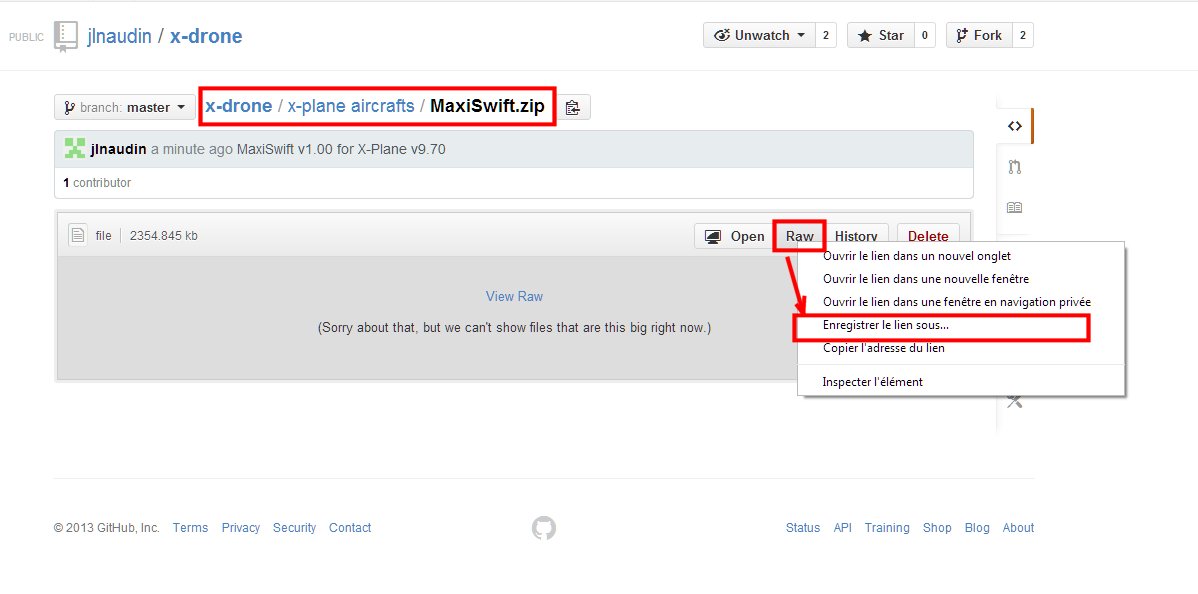 PUBLIC jlnaudin / x-drone Unwatch 2 Star 0 Fork 2
branch: master x-drone / x-plane aircrafts / MaxiSwift.zip
jlnaudin a minute ago MaxiSwift v1.00 for X-Plane v9.70
1 contributor
file 2354.845 kb Open Raw History Delete
View Raw
(Sorry about that, but we can't show files that are this big right now.)
Ouvrir le lien dans un nouvel onglet
Ouvrir le lien dans une nouvelle fenêtre
Ouvrir le lien dans une fenêtre en navigation privée
Enregistrer le lien sous...
Copier l'adresse du lien
Inspecter l'élément
© 2013 GitHub, Inc. Terms Privacy Security Contact Status API Training Shop Blog About